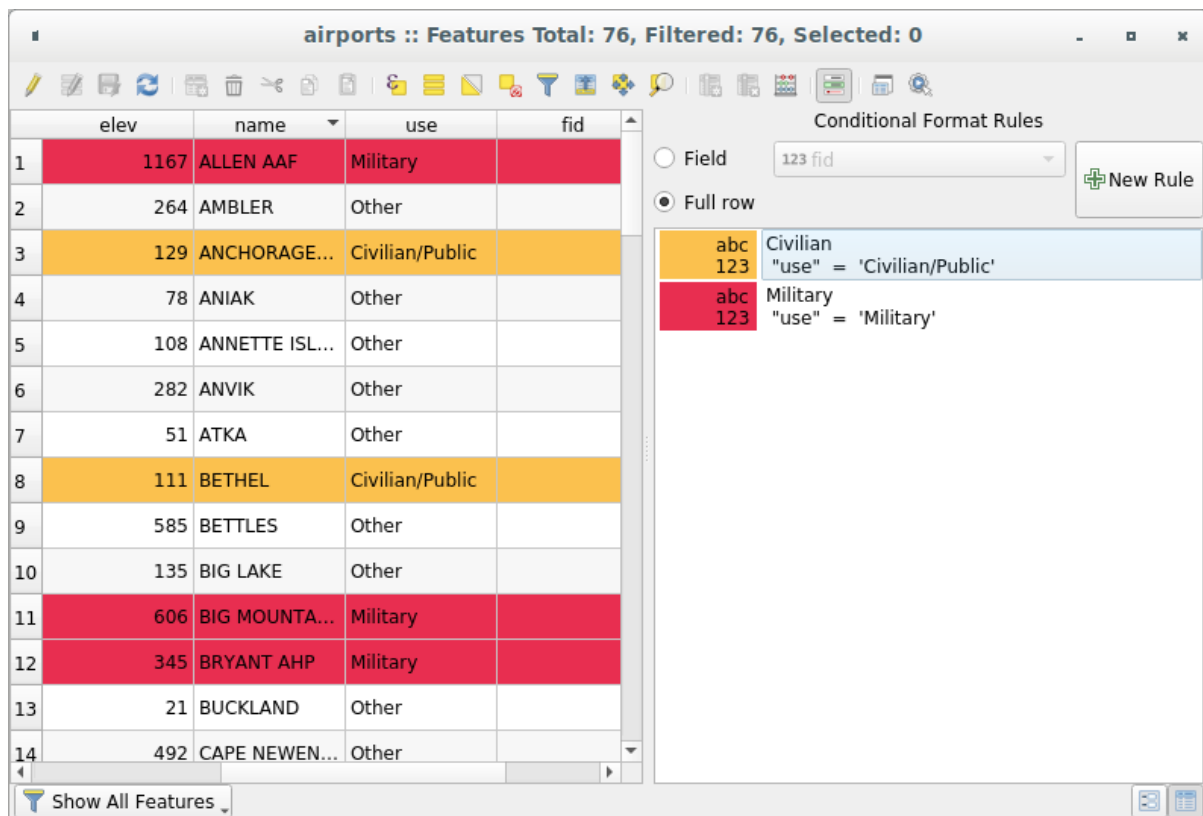 airports :: Features Total: 76, Filtered: 76, Selected: 0
elev name use fid
1 1167 ALLEN AAF Military
2 264 AMBLER Other
3 129 ANCHORAGE... Civilian/Public
4 78 ANIAK Other
5 108 ANNETTE ISL... Other
6 282 ANVIK Other
7 51 ATKA Other
8 111 BETHEL Civilian/Public
9 585 BETTLES Other
10 135 BIG LAKE Other
11 606 BIG MOUNTA... Military
12 345 BRYANT AHP Military
13 21 BUCKLAND Other
14 492 CAPE NEWEN... Other
Show All Features
Conditional Format Rules
Field 123 fid
New Rule
Full row
abc Civilian
123 "use" = 'Civilian/Public'
abc Military
123 "use" = 'Military'